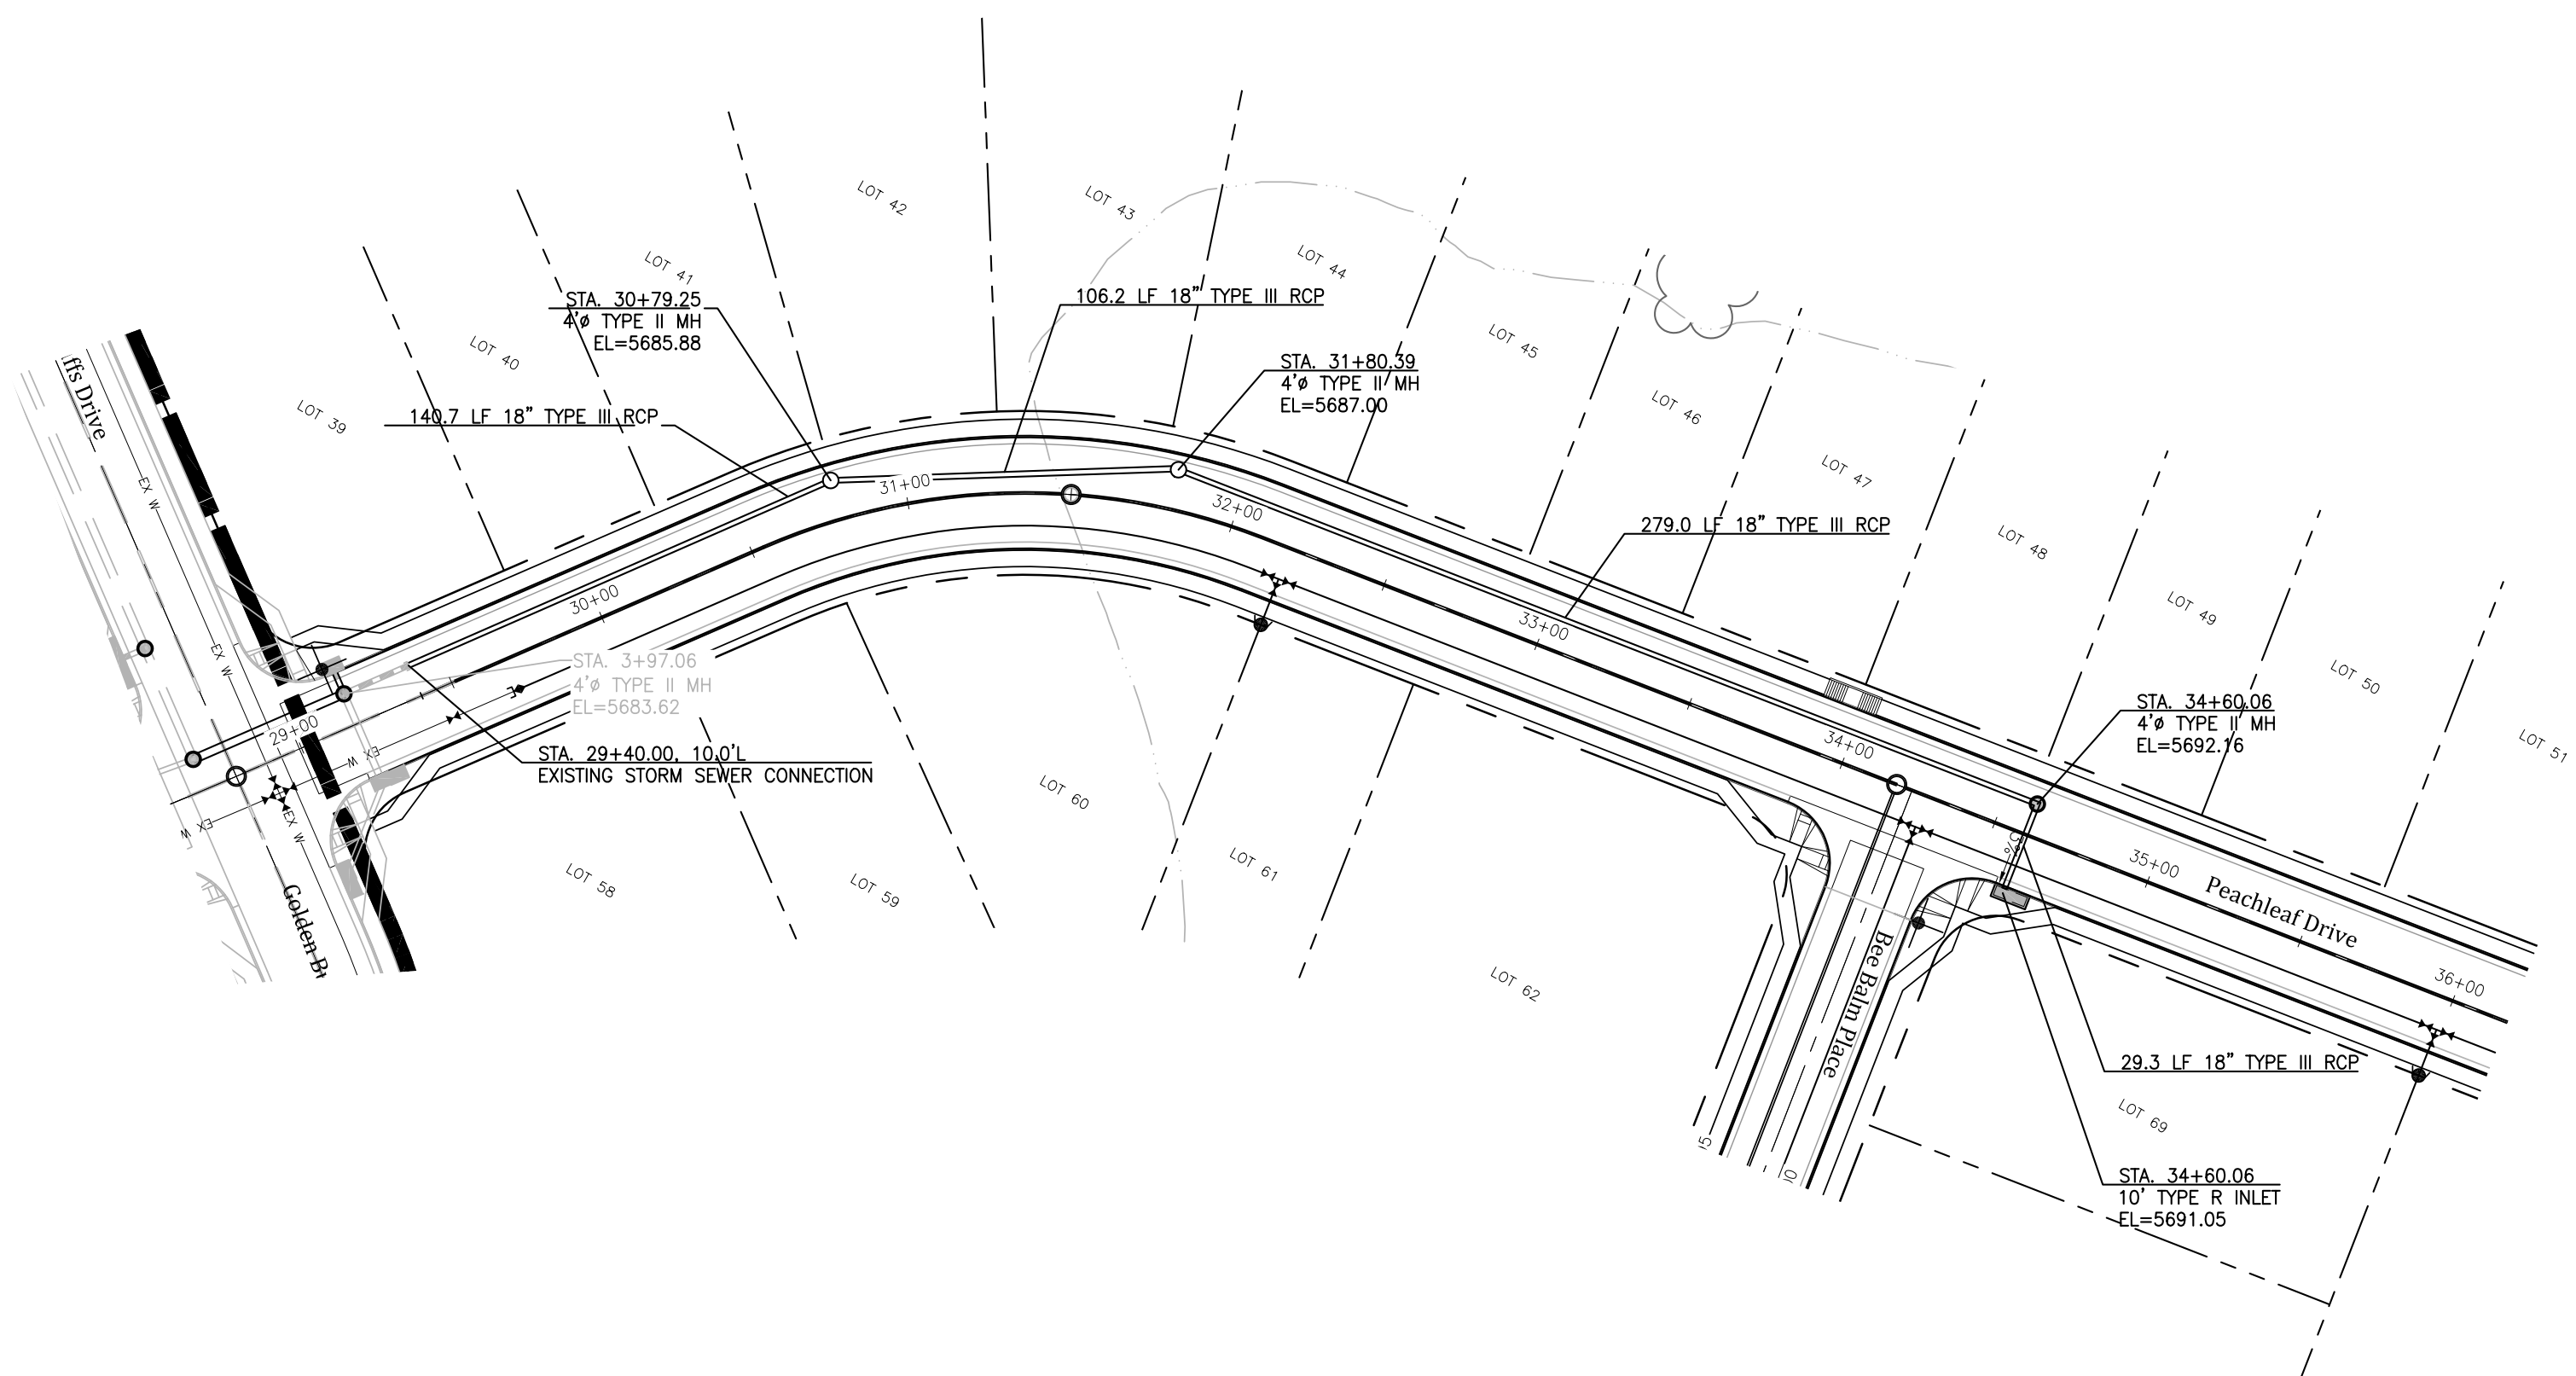 LOT 42
LOT 43
LOT 41
LOT 44
STA. 30+79.25
4'ø TYPE II MH
EL=5685.88
106.2 LF 18" TYPE III RCP
LOT 40
LOT 45
STA. 31+80.39
4'ø TYPE II MH
EL=5687.00
ffs Drive
LOT 39
140.7 LF 18" TYPE III RCP
LOT 46
LOT 47
EX W
31+00
32+00
279.0 LF 18" TYPE III RCP
LOT 48
30+00
33+00
LOT 49
EX W
STA. 3+97.06
4'ø TYPE II MH
EL=5683.62
LOT 50
STA. 34+60.06
4'ø TYPE II MH
EL=5692.16
29+00
34+00
LOT 51
EX W
STA. 29+40.00, 10.0'L
EXISTING STORM SEWER CONNECTION
LOT 60
EX W
EX W
LOT 58
LOT 59
LOT 61
35+00
Peachleaf Drive
Golden B
LOT 62
Bee Balm Place
36+00
29.3 LF 18" TYPE III RCP
LOT 69
STA. 34+60.06
10' TYPE R INLET
EL=5691.05